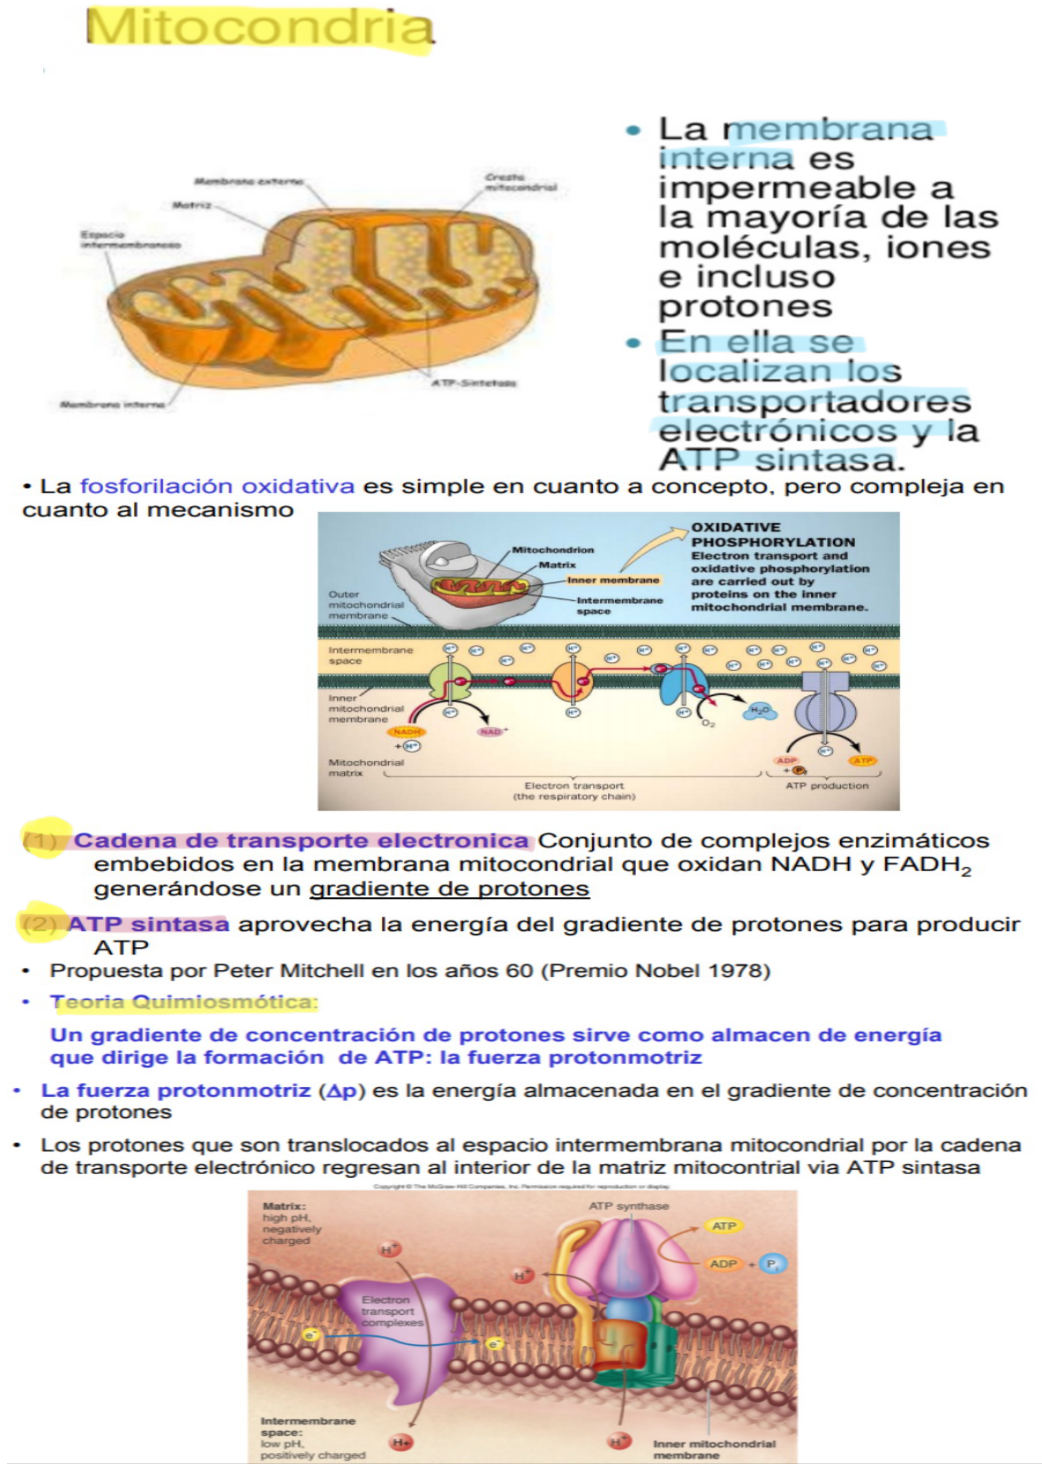 Mitocondria
• La membrana
interna es
impermeable a
la mayoría de las
moléculas, iones
e incluso
protones
• En ella se
localizan los
transportadores
electrónicos y la
ATP sintasa.
Membrana externa
Cresta
mitocondrial
Matriz
Espacio
intermembranoso
ATP-Sintetasa
Membrana interna
• La fosforilación oxidativa es simple en cuanto a concepto, pero compleja en
cuanto al mecanismo
OXIDATIVE
PHOSPHORYLATION
Electron transport and
oxidative phosphorylation
are carried out by
proteins on the inner
mitochondrial membrane.
Mitochondrion
Matrix
Inner membrane
Intermembrane
space
Outer
mitochondrial
membrane
Intermembrane
space
H+ H+ H+ H+ H+ H+ H+ H+ H+ H+ H+ H+ H+ H+ H+ H+ H+ H+ H+
Inner
mitochondrial
membrane
H+ H+ H+ H+
NADH
+ H+
NAD+
O2
H2O
ADP
+ Pi
ATP
Mitochondrial
matrix
Electron transport
(the respiratory chain)
ATP production
(1) Cadena de transporte electronica Conjunto de complejos enzimáticos
embebidos en la membrana mitocondrial que oxidan NADH y FADH2
generándose un gradiente de protones
(2) ATP sintasa aprovecha la energía del gradiente de protones para producir
ATP
• Propuesta por Peter Mitchell en los años 60 (Premio Nobel 1978)
• Teoria Quimiosmótica:
Un gradiente de concentración de protones sirve como almacen de energía
que dirige la formación de ATP: la fuerza protonmotriz
• La fuerza protonmotriz (Δp) es la energía almacenada en el gradiente de concentración
de protones
• Los protones que son translocados al espacio intermembrana mitocondrial por la cadena
de transporte electrónico regresan al interior de la matriz mitocontrial via ATP sintasa
Copyright © The McGraw-Hill Companies, Inc. Permission required for reproduction or display.
Matrix:
high pH,
negatively
charged
ATP synthase
ATP
ADP + Pi
H+
H+
Electron
transport
complexes
e-
e-
Intermembrane
space:
low pH,
positively charged
H+
H+
Inner mitochondrial
membrane